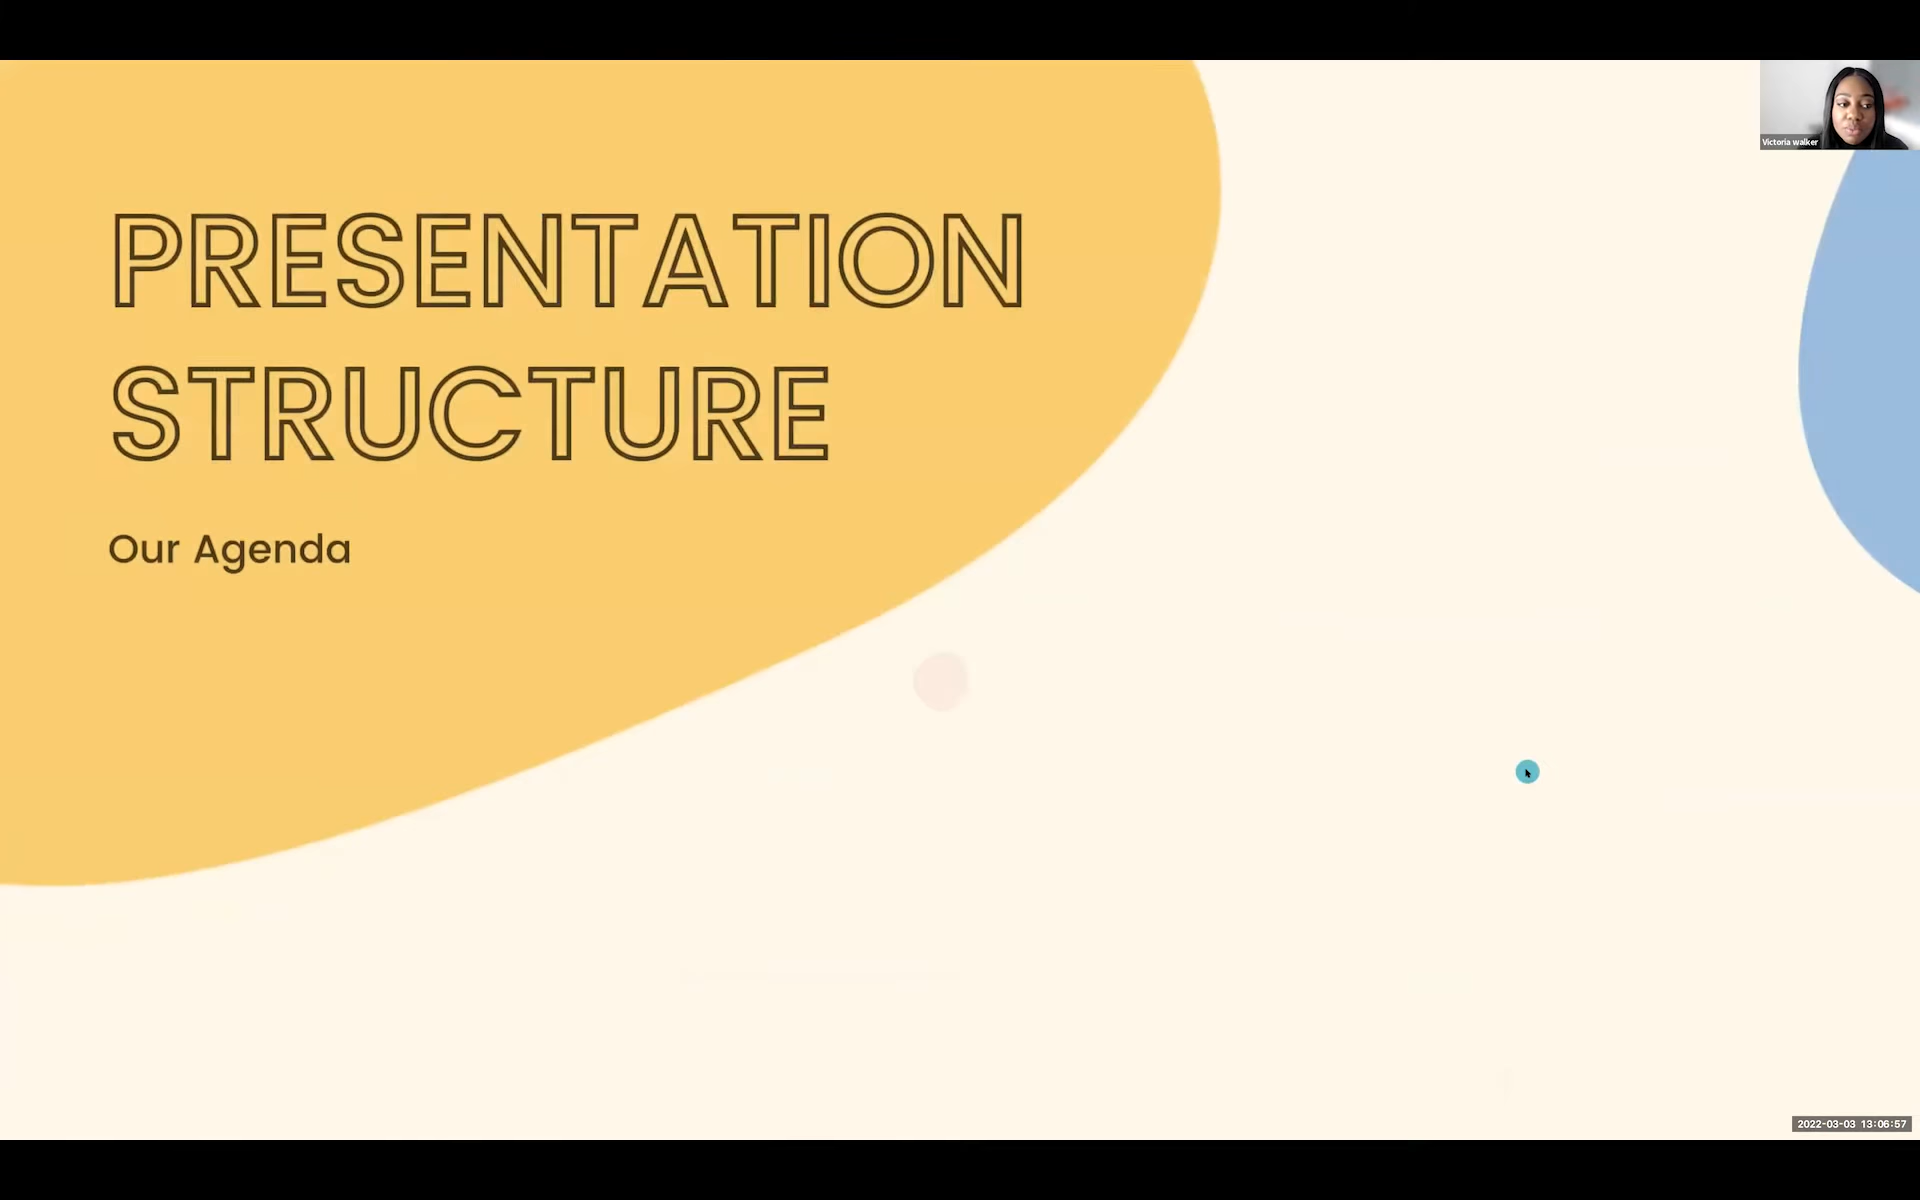 PRESENTATION
STRUCTURE
Our Agenda
Victoria walker
2022-03-03 13:06:57